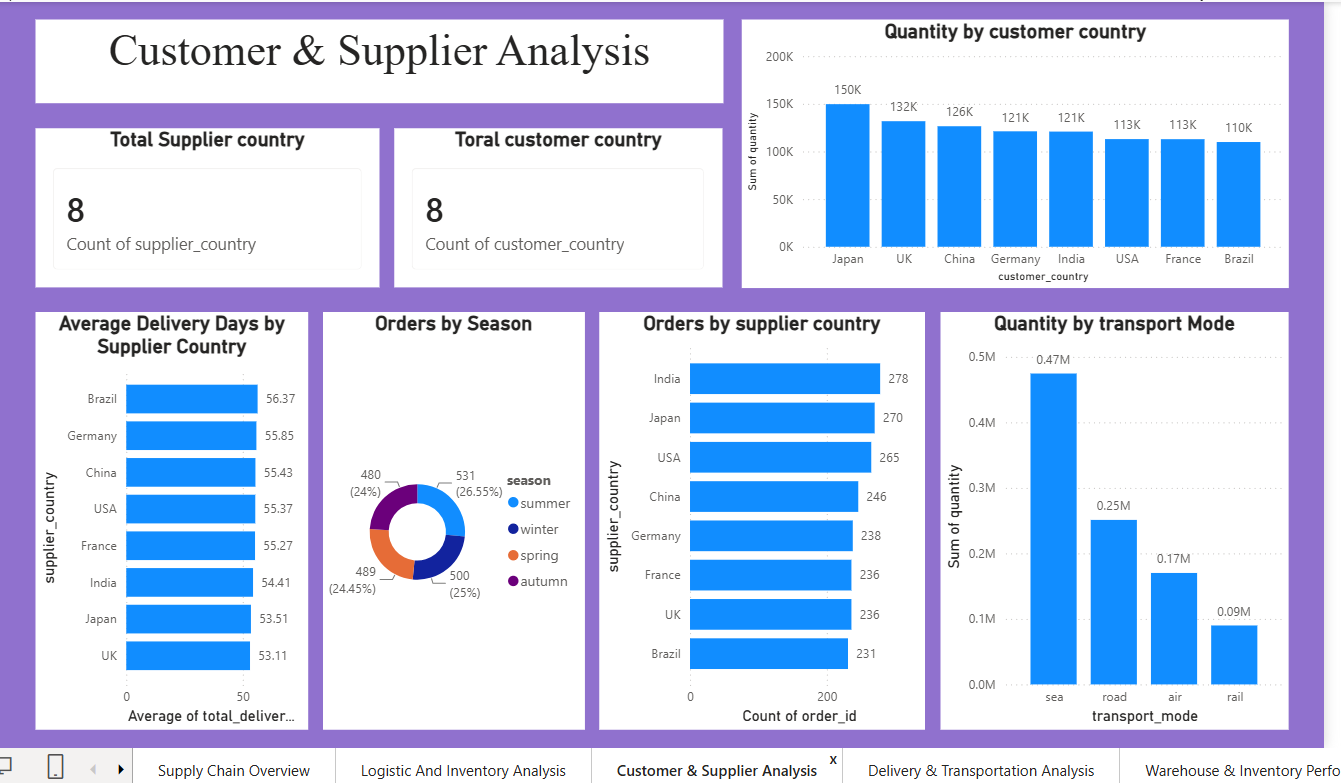 Customer & Supplier Analysis
Total Supplier country
8
Count of supplier_country
Toral customer country
8
Count of customer_country
Quantity by customer country
Sum of quantity
200K
150K
100K
50K
0K
150K
132K
126K
121K
121K
113K
113K
110K
Japan
UK
China
Germany
India
USA
France
Brazil
customer_country
Average Delivery Days by
Supplier Country
supplier_country
Brazil 56.37
Germany 55.85
China 55.43
USA 55.37
France 55.27
India 54.41
Japan 53.51
UK 53.11
0 50
Average of total_deliver...
Orders by Season
480
(24%)
531
(26.55%)
489
(24.45%)
500
(25%)
season
summer
winter
spring
autumn
Orders by supplier country
supplier_country
India 278
Japan 270
USA 265
China 246
Germany 238
France 236
UK 236
Brazil 231
0 200
Count of order_id
Quantity by transport Mode
Sum of quantity
0.5M
0.4M
0.3M
0.2M
0.1M
0.0M
0.47M
0.25M
0.17M
0.09M
sea
road
air
rail
transport_mode
Supply Chain Overview
Logistic And Inventory Analysis
Customer & Supplier Analysis
x
Delivery & Transportation Analysis
Warehouse & Inventory Perfo